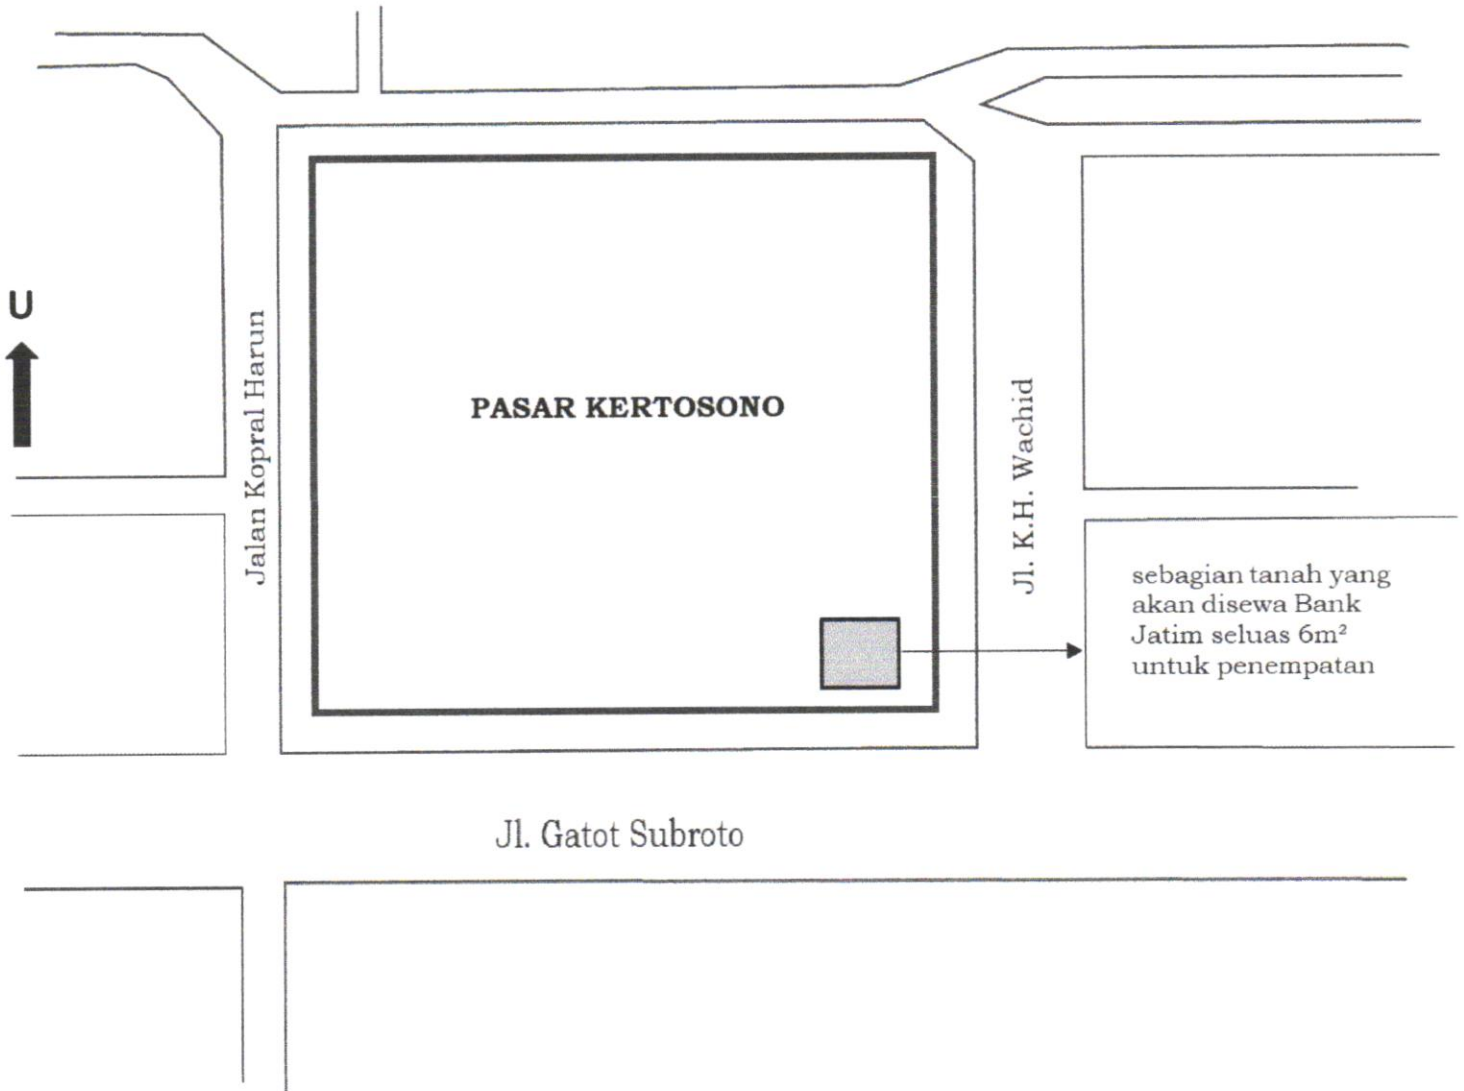 U
Jalan Kopral Harun
PASAR KERTOSONO
Jl. K.H. Wachid
sebagian tanah yang
akan disewa Bank
Jatim seluas 6m²
untuk penempatan
Jl. Gatot Subroto